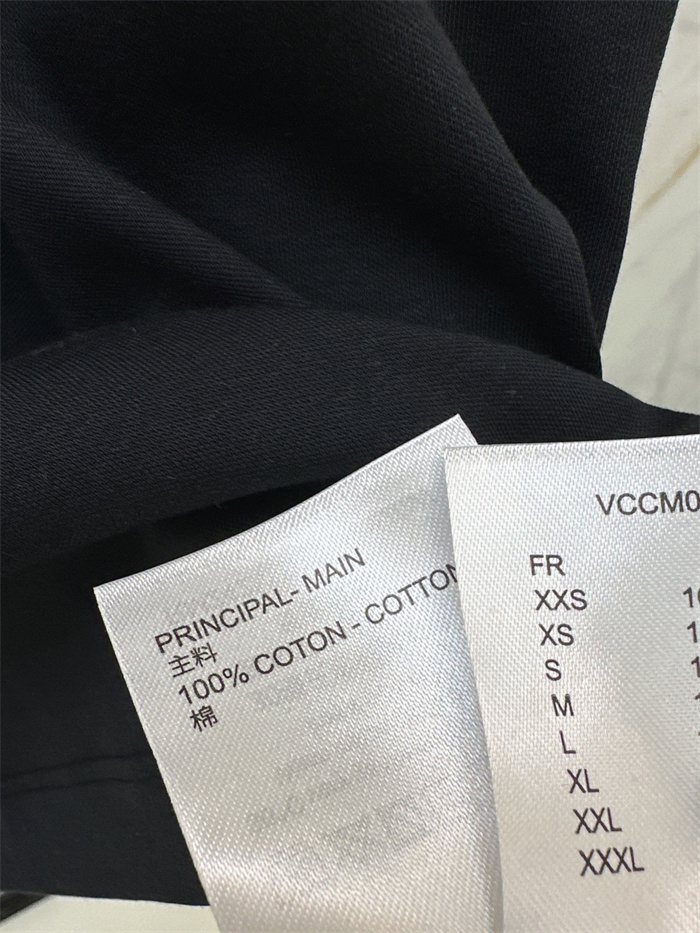 PRINCIPAL- MAIN
主料
100% COTON - COTTON
棉
VCCM0
FR
XXS
XS
S
M
L
XL
XXL
XXXL